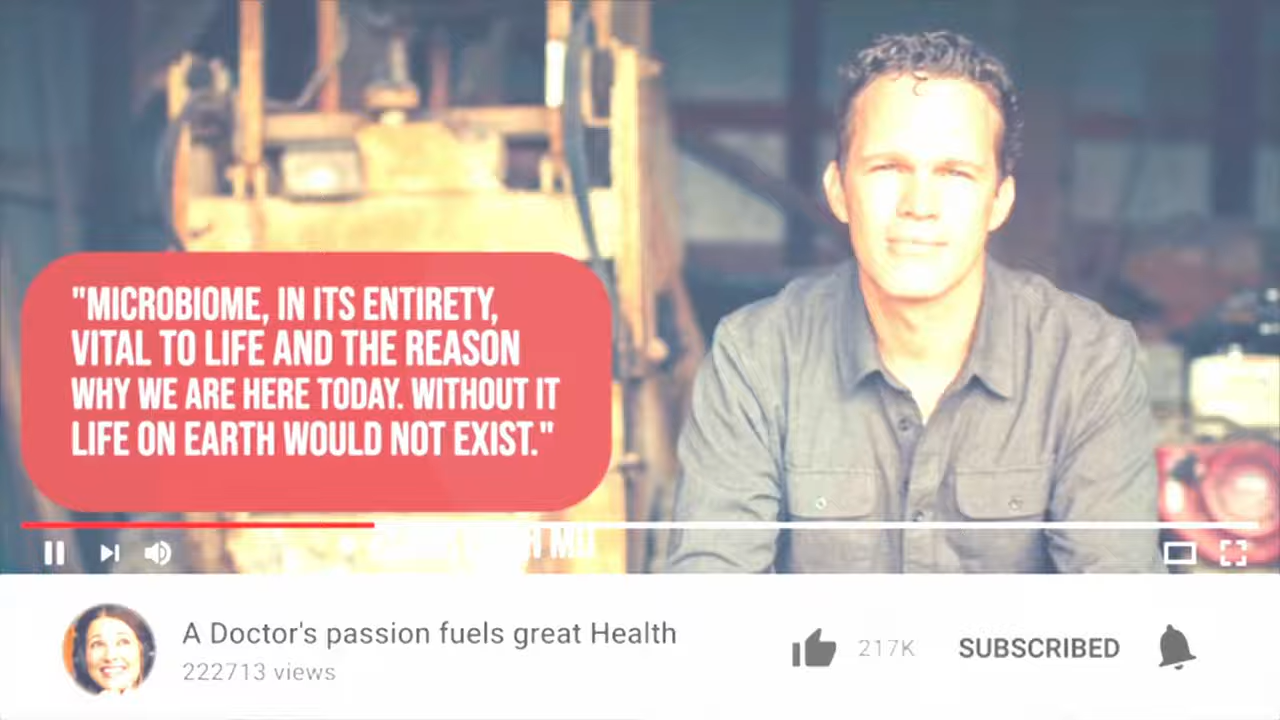 "MICROBIOME, IN ITS ENTIRETY,
VITAL TO LIFE AND THE REASON
WHY WE ARE HERE TODAY. WITHOUT IT
LIFE ON EARTH WOULD NOT EXIST."
MD
A Doctor's passion fuels great Health
222713 views
217K
SUBSCRIBED